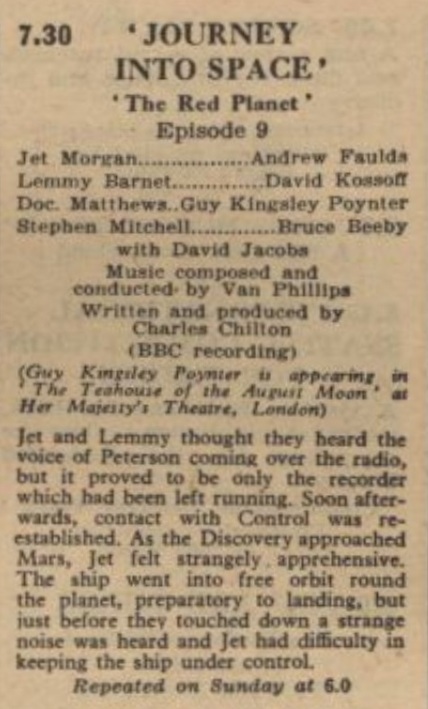 7.30 ‘JOURNEY
INTO SPACE’
‘The Red Planet’
Episode 9
Jet Morgan.................Andrew Faulds
Lemmy Barnet..............David Kossoff
Doc. Matthews..Guy Kingsley Poynter
Stephen Mitchell.............Bruce Beeby
with David Jacobs
Music composed and
conducted by Van Phillips
Written and produced by
Charles Chilton
(BBC recording)
(Guy Kingsley Poynter is appearing in
‘The Teahouse of the August Moon’ at
Her Majesty's Theatre, London)
Jet and Lemmy thought they heard the
voice of Peterson coming over the radio,
but it proved to be only the recorder
which had been left running. Soon after-
wards, contact with Control was re-
established. As the Discovery approached
Mars, Jet felt strangely apprehensive.
The ship went into free orbit round
the planet, preparatory to landing, but
just before they touched down a strange
noise was heard and Jet had difficulty in
keeping the ship under control.
Repeated on Sunday at 6.0